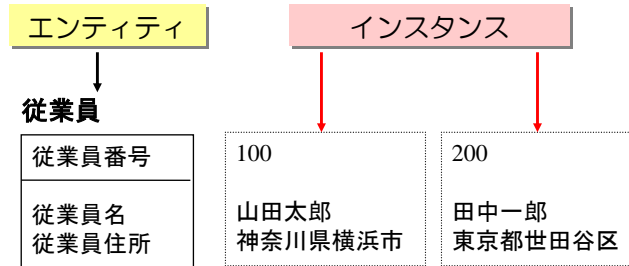 エンティティ
インスタンス
従業員
従業員番号
従業員名
従業員住所
100
山田太郎
神奈川県横浜市
200
田中一郎
東京都世田谷区